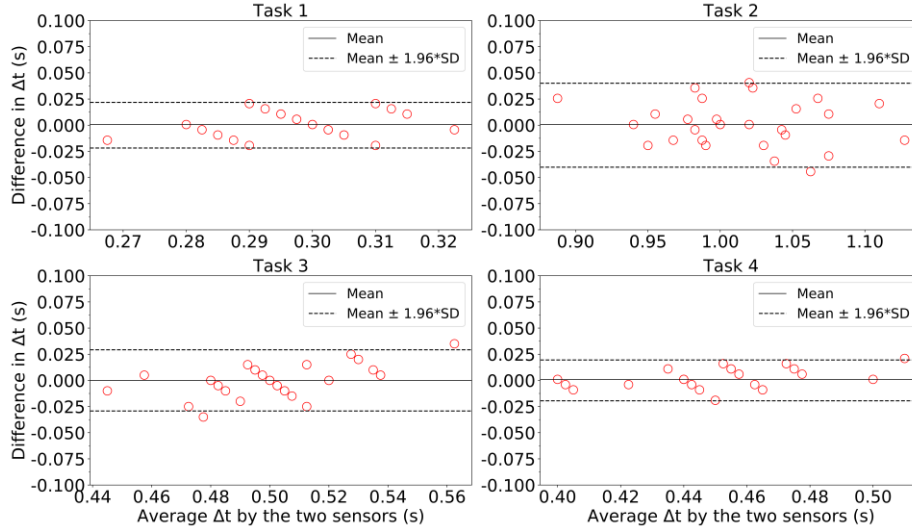 Task 1
Task 2
0.100
0.075
0.050
0.025
0.000
-0.025
-0.050
-0.075
-0.100
Difference in Δt (s)
Mean
Mean ± 1.96*SD
0.27 0.28 0.29 0.30 0.31 0.32
0.100
0.075
0.050
0.025
0.000
-0.025
-0.050
-0.075
-0.100
Mean
Mean ± 1.96*SD
0.90 0.95 1.00 1.05 1.10
Task 3
Task 4
0.100
0.075
0.050
0.025
0.000
-0.025
-0.050
-0.075
-0.100
Difference in Δt (s)
Mean
Mean ± 1.96*SD
0.44 0.46 0.48 0.50 0.52 0.54 0.56
Average Δt by the two sensors (s)
0.100
0.075
0.050
0.025
0.000
-0.025
-0.050
-0.075
-0.100
Mean
Mean ± 1.96*SD
0.40 0.42 0.44 0.46 0.48 0.50
Average Δt by the two sensors (s)